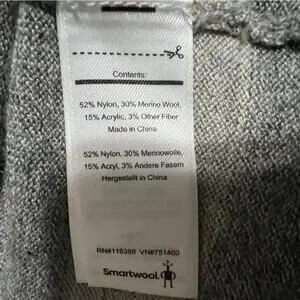 Contents:
52% Nylon, 30% Merino Wool,
15% Acrylic, 3% Other Fiber
Made in China
52% Nylon, 30% Merinowolle,
15% Acryl, 3% Andere Fasern
Hergestellt in China
RN#116388 VN#751460
Smartwool